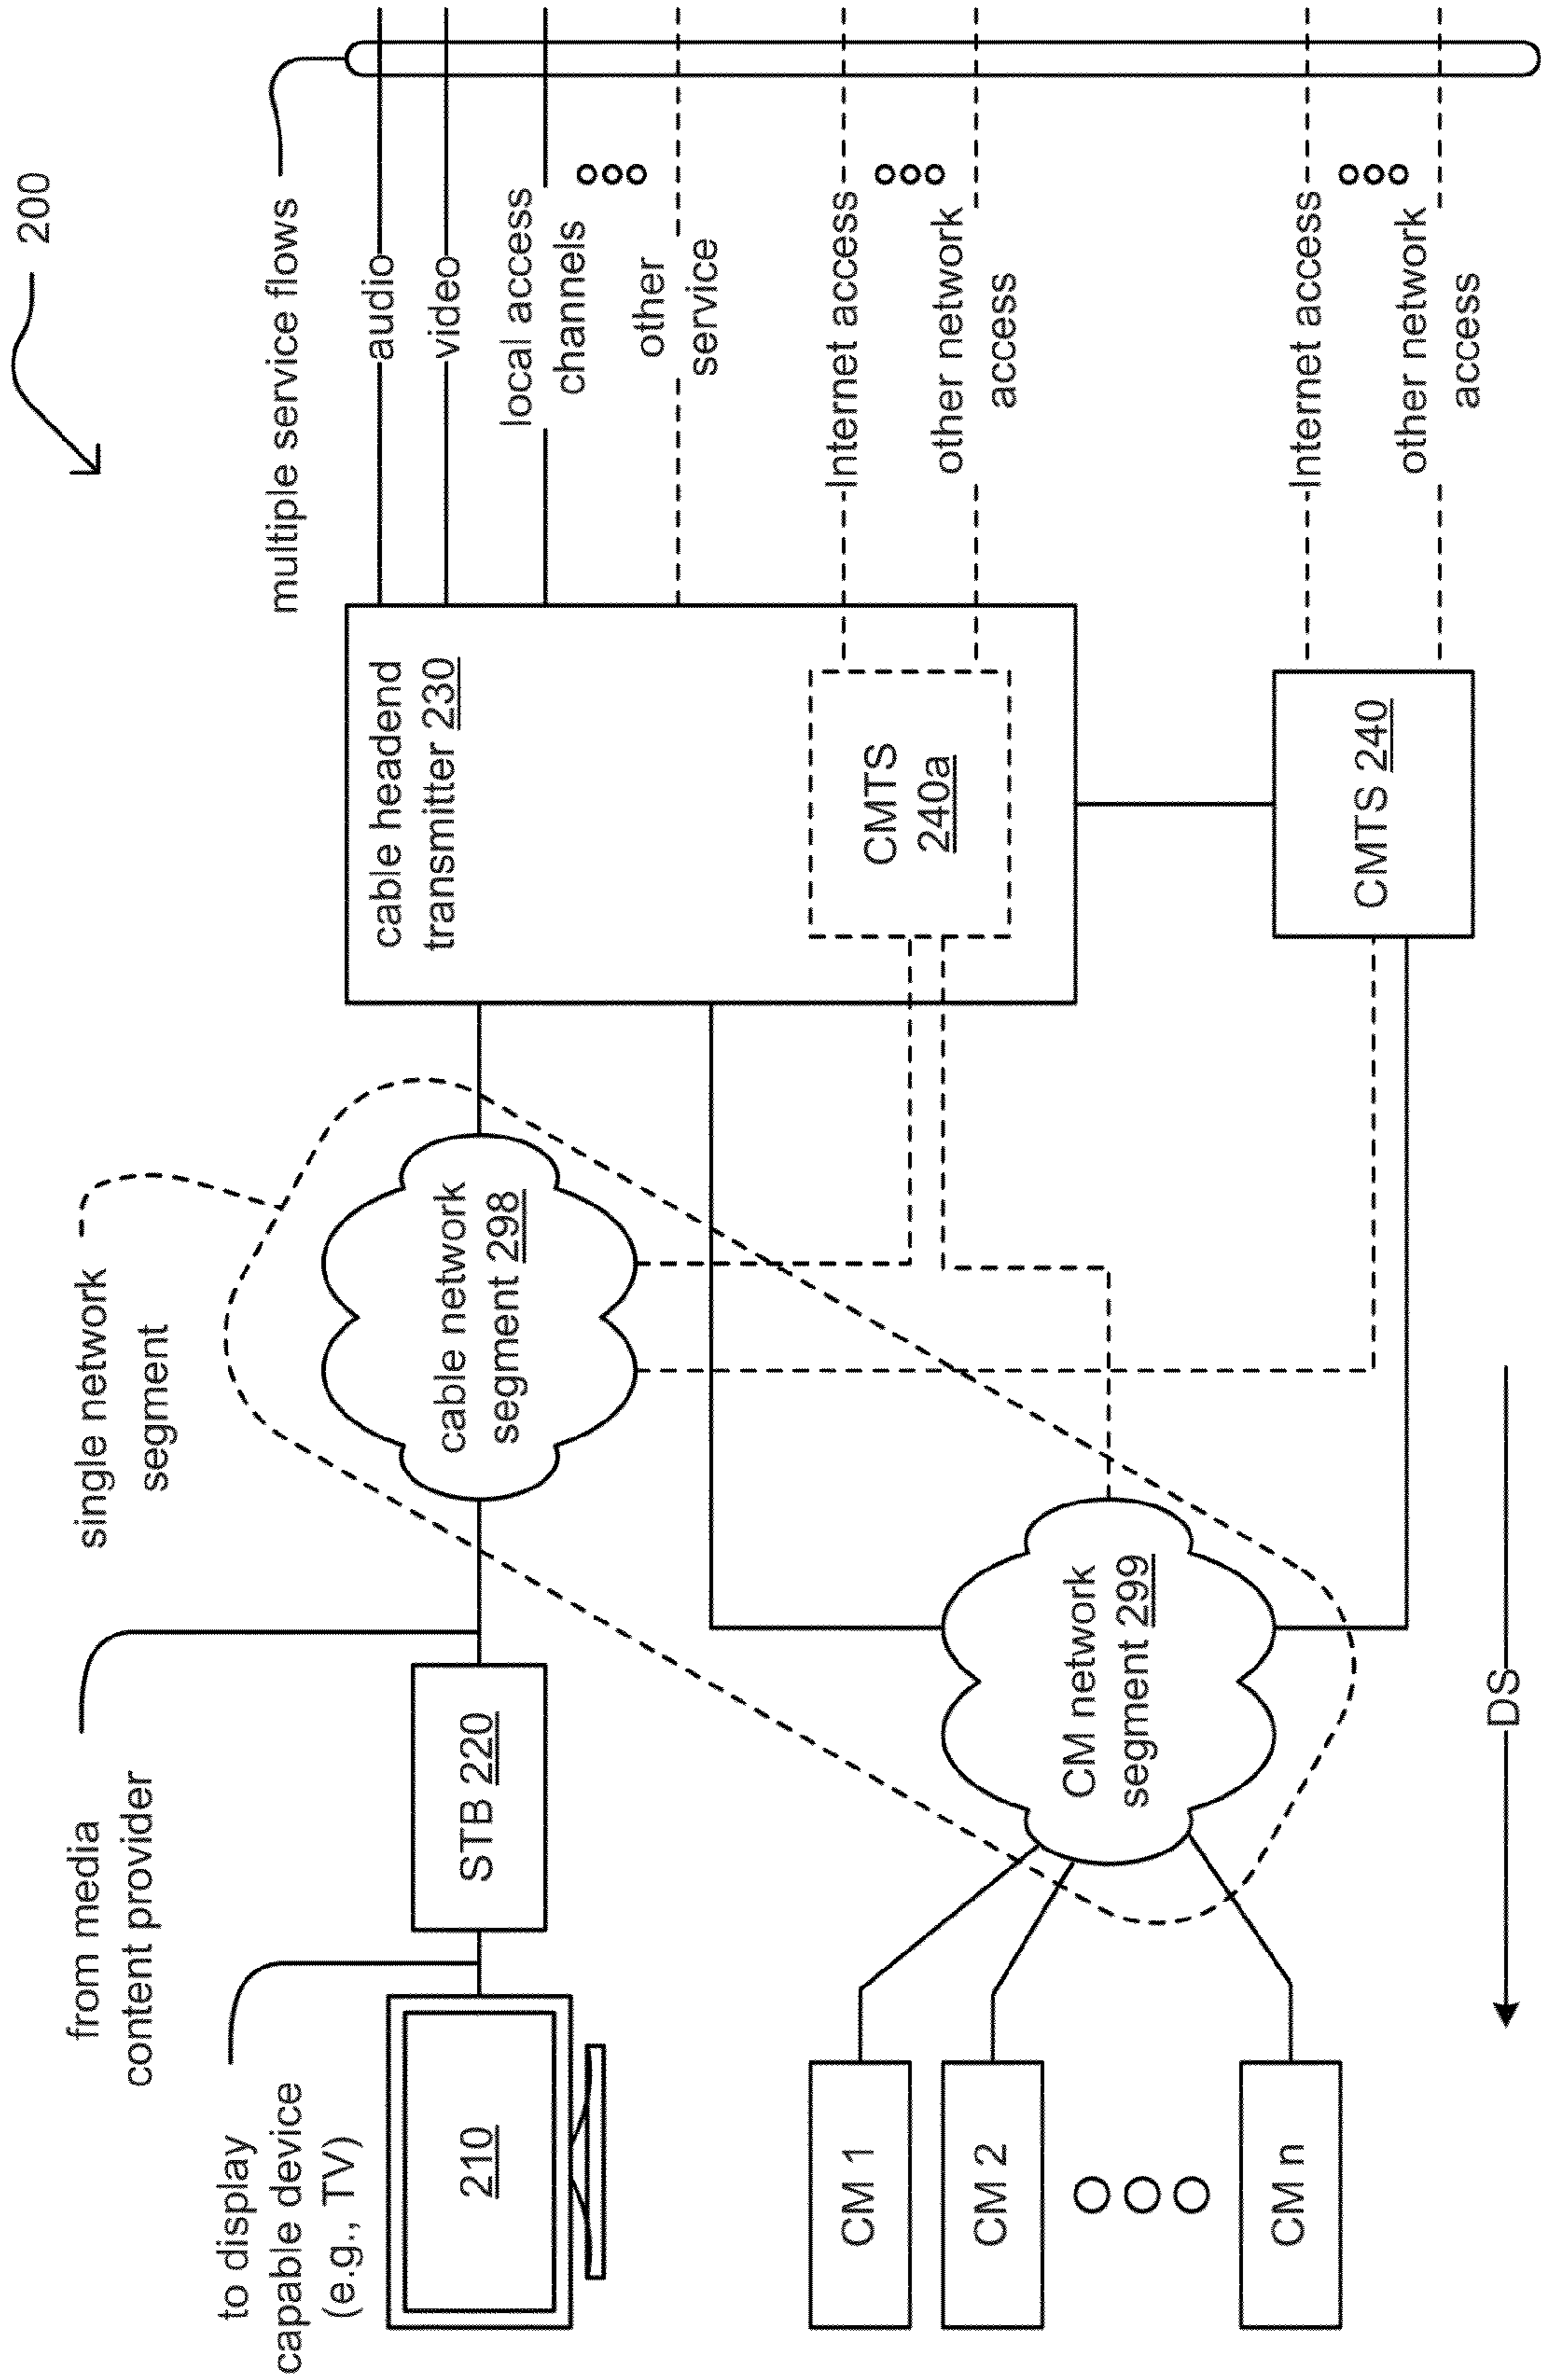 200
single network
segment
multiple service flows
from media
content provider
to display
capable device
(e.g., TV)
210
STB 220
cable network
segment 298
cable headend
transmitter 230
audio
video
local access
channels
other
service
CMTS
240a
Internet access
other network
access
CM network
segment 299
CM 1
CM 2
CM n
CMTS 240
Internet access
other network
access
DS